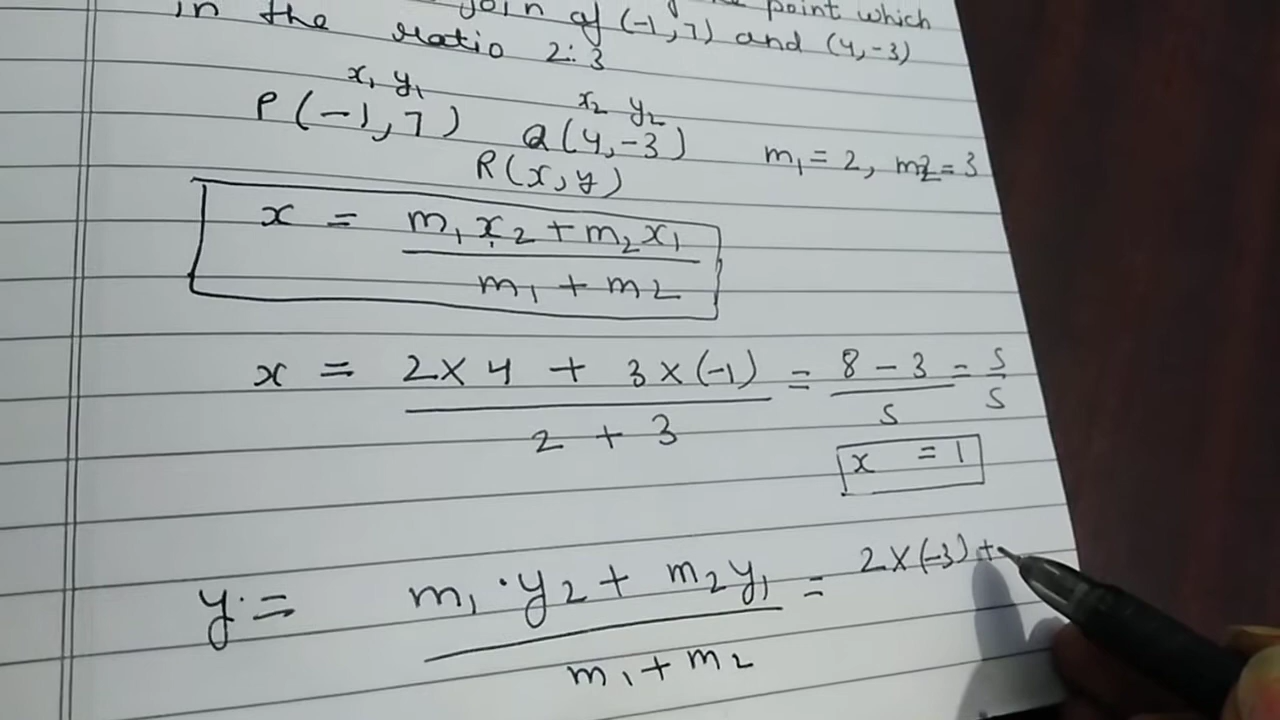 join of (-1,7) and (4,-3) point which
in the ratio 2:3
x₁ y₁ x₂ y₂
P(-1,7) Q(4,-3) m₁ = 2, m2 = 3
R(x,y)
x = m₁x₂ + m₂x₁
m₁ + m2
x = 2×4 + 3×(-1) = 8 - 3 = 5
2 + 3 5 5
x = 1
y = m₁·y₂ + m₂y₁ = 2×(-3) +
m₁ + m₂